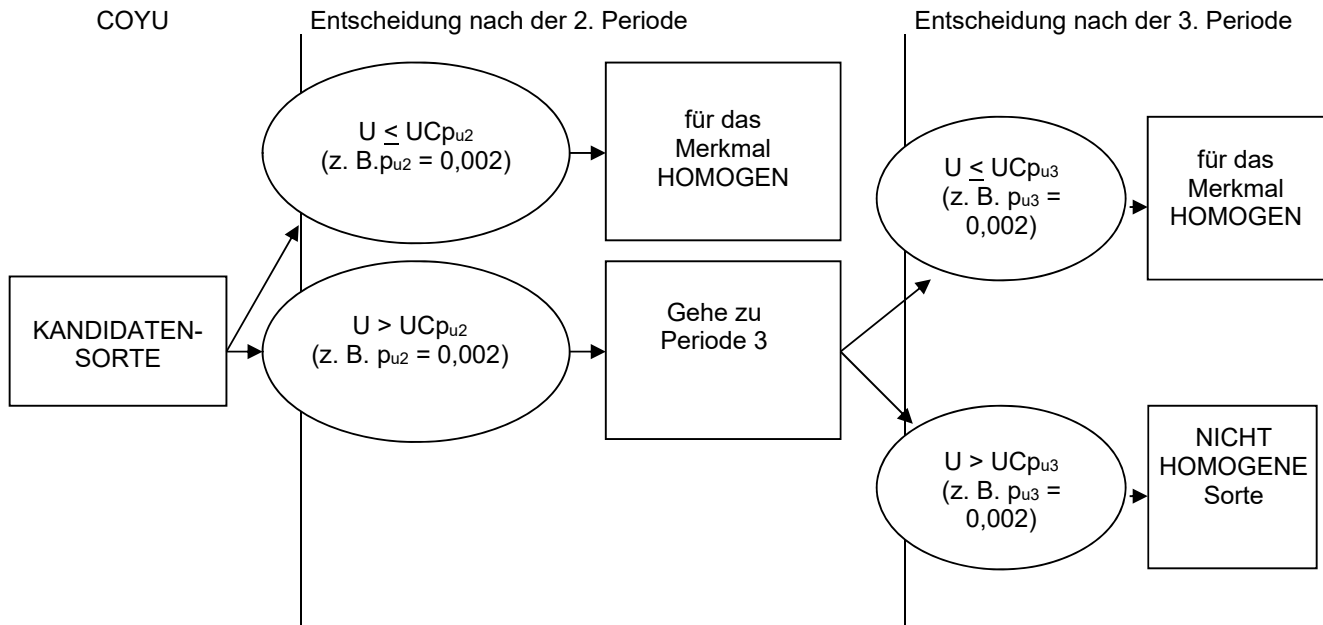 COYU
Entscheidung nach der 2. Periode
Entscheidung nach der 3. Periode
KANDIDATEN-
SORTE
U ≤ UCpu2
(z. B.pu2 = 0,002)
für das
Merkmal
HOMOGEN
U > UCpu2
(z. B. pu2 = 0,002)
Gehe zu
Periode 3
U ≤ UCpu3
(z. B. pu3 =
0,002)
für das
Merkmal
HOMOGEN
U > UCpu3
(z. B. pu3 =
0,002)
NICHT
HOMOGENE
Sorte